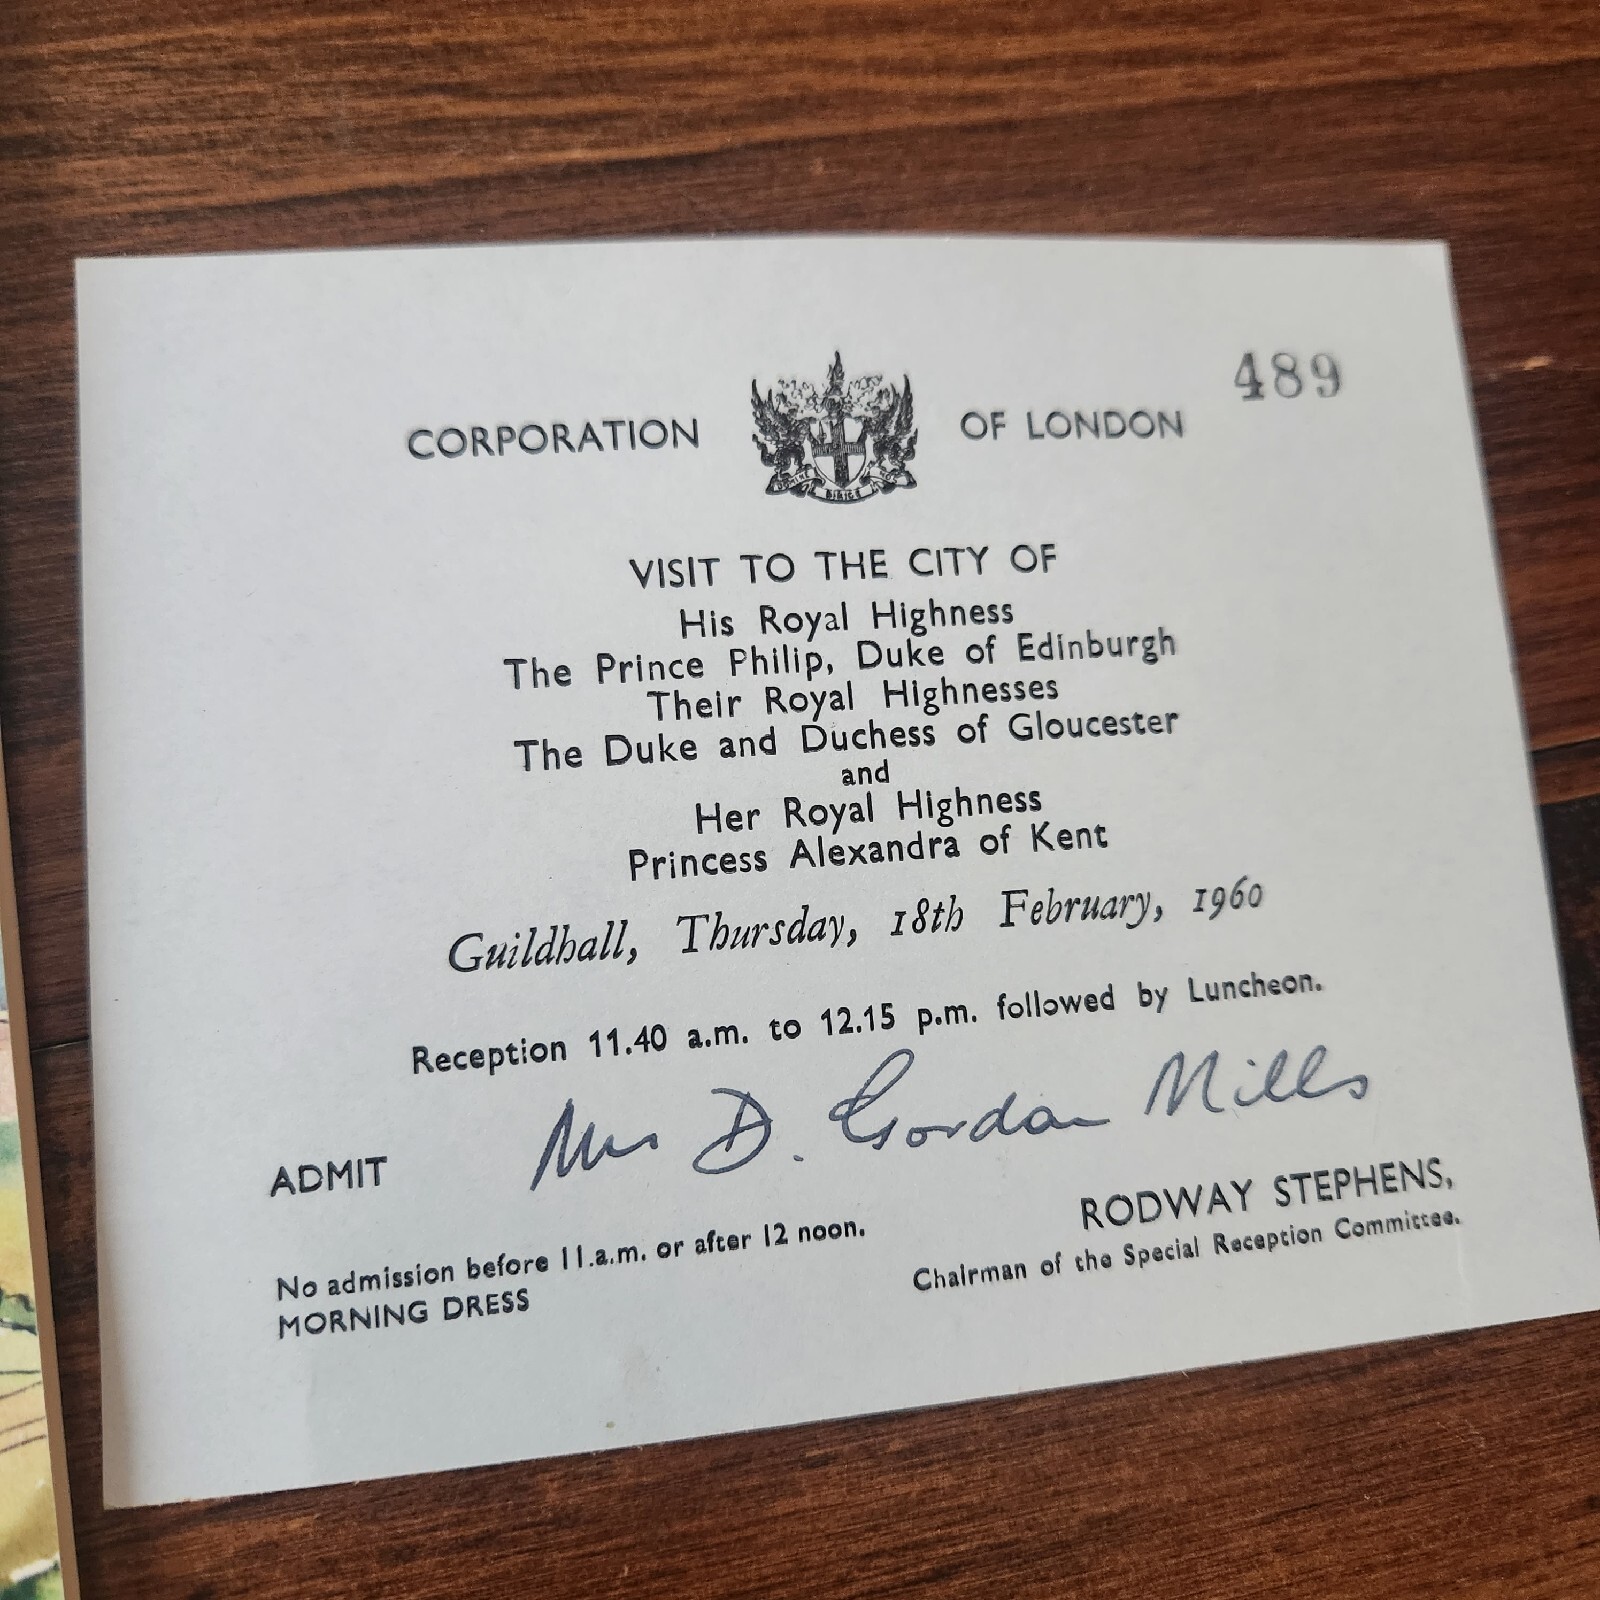 489
CORPORATION OF LONDON
DOMINE DIRIGE NOS
VISIT TO THE CITY OF
His Royal Highness
The Prince Philip, Duke of Edinburgh
Their Royal Highnesses
The Duke and Duchess of Gloucester
and
Her Royal Highness
Princess Alexandra of Kent
Guildhall, Thursday, 18th February, 1960
Reception 11.40 a.m. to 12.15 p.m. followed by Luncheon.
ADMIT Mrs D. Gordon Mills
No admission before 11.a.m. or after 12 noon.
MORNING DRESS
RODWAY STEPHENS,
Chairman of the Special Reception Committee.